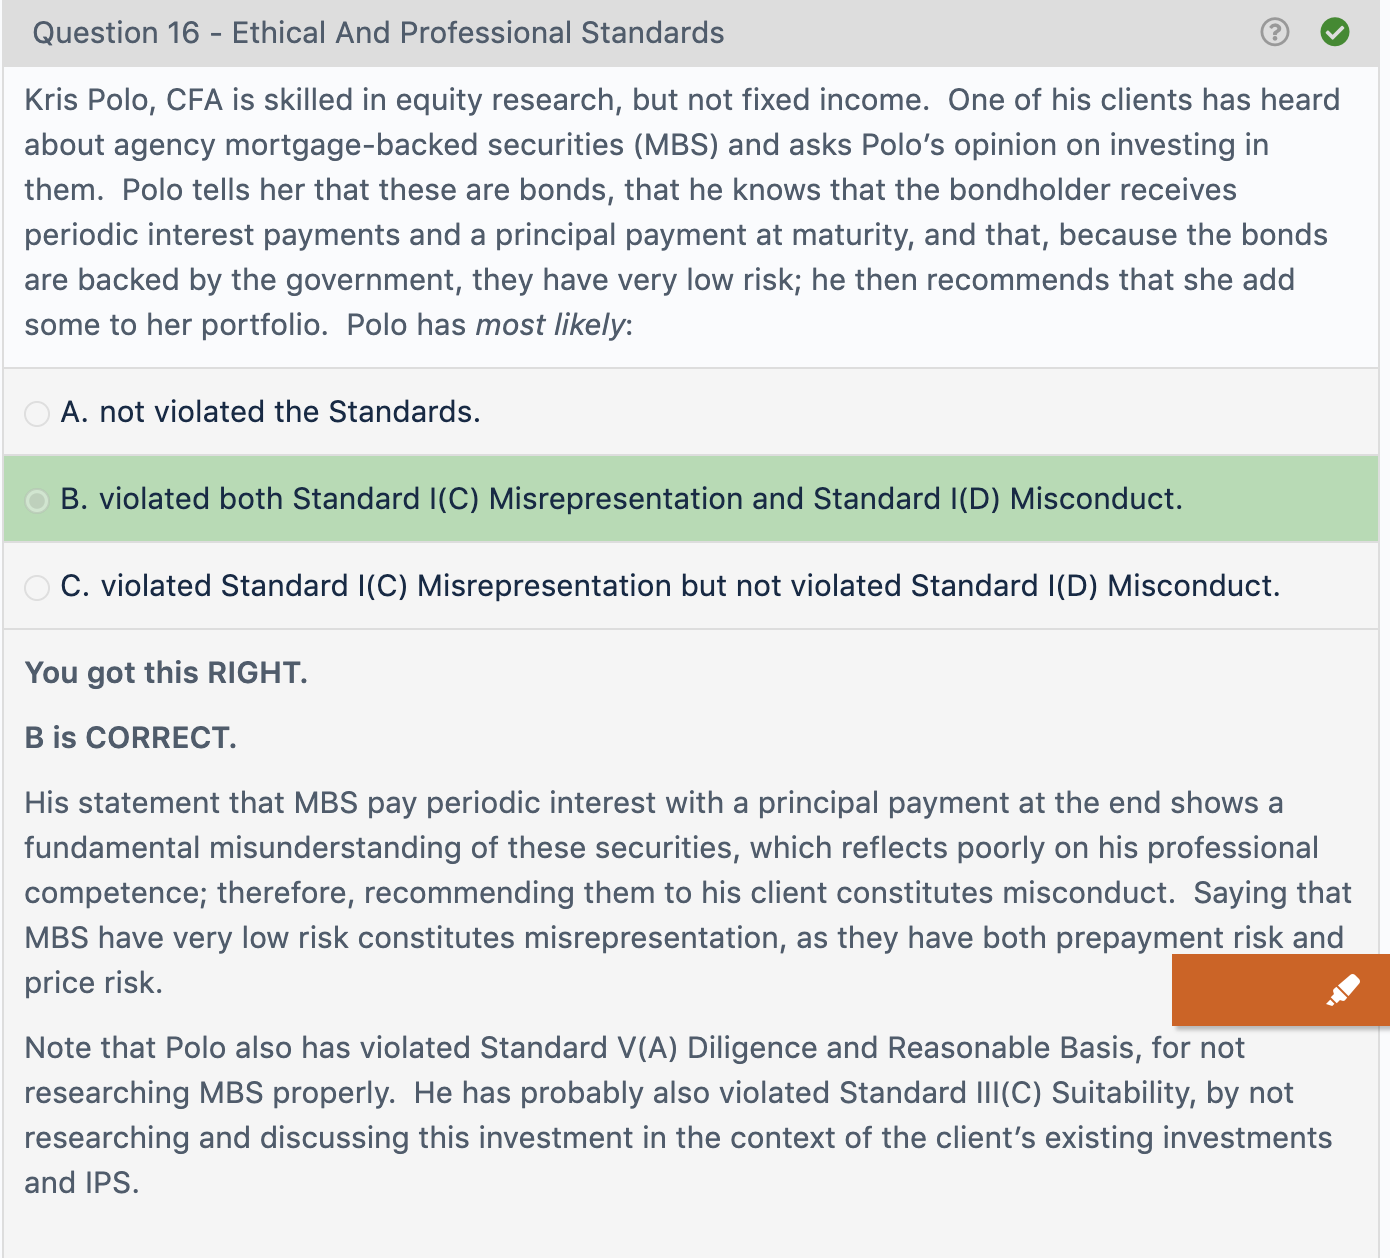 Question 16 - Ethical And Professional Standards
Kris Polo, CFA is skilled in equity research, but not fixed income.  One of his clients has heard
about agency mortgage-backed securities (MBS) and asks Polo’s opinion on investing in
them.  Polo tells her that these are bonds, that he knows that the bondholder receives
periodic interest payments and a principal payment at maturity, and that, because the bonds
are backed by the government, they have very low risk; he then recommends that she add
some to her portfolio.  Polo has most likely:
A. not violated the Standards.
B. violated both Standard I(C) Misrepresentation and Standard I(D) Misconduct.
C. violated Standard I(C) Misrepresentation but not violated Standard I(D) Misconduct.
You got this RIGHT.
B is CORRECT.
His statement that MBS pay periodic interest with a principal payment at the end shows a
fundamental misunderstanding of these securities, which reflects poorly on his professional
competence; therefore, recommending them to his client constitutes misconduct.  Saying that
MBS have very low risk constitutes misrepresentation, as they have both prepayment risk and
price risk.
Note that Polo also has violated Standard V(A) Diligence and Reasonable Basis, for not
researching MBS properly.  He has probably also violated Standard III(C) Suitability, by not
researching and discussing this investment in the context of the client’s existing investments
and IPS.